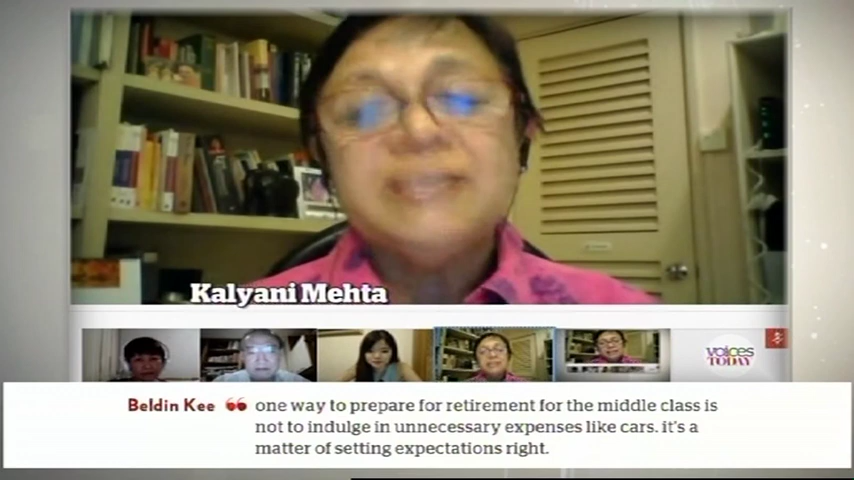 Kalyani Mehta
voices
TODAY
Beldin Kee “ one way to prepare for retirement for the middle class is
not to indulge in unnecessary expenses like cars. it's a
matter of setting expectations right.